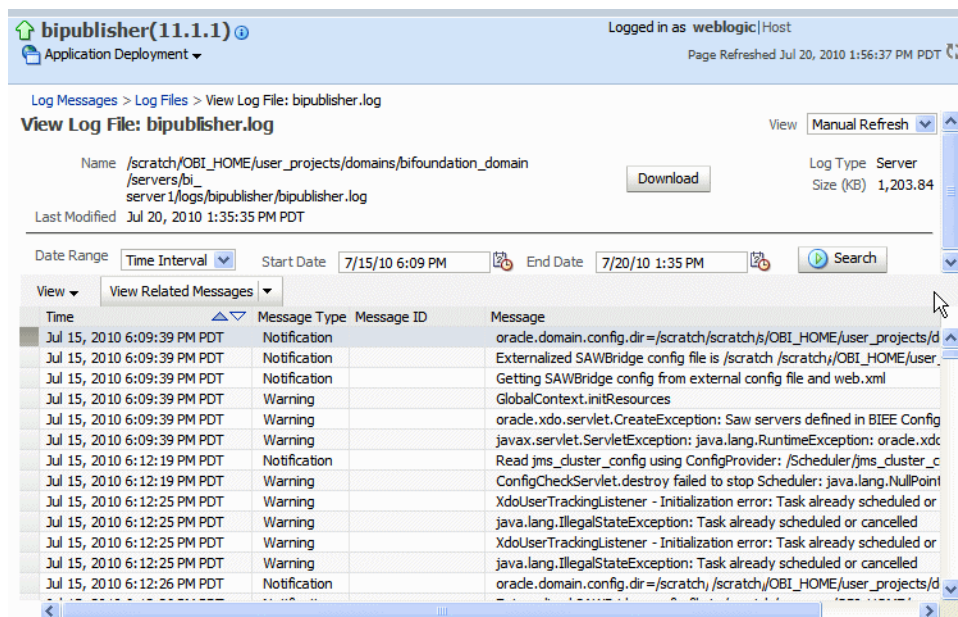 bipublisher(11.1.1)
Logged in as weblogic|Host
Application Deployment
Page Refreshed Jul 20, 2010 1:56:37 PM PDT
Log Messages > Log Files > View Log File: bipublisher.log
View Log File: bipublisher.log
View Manual Refresh
Name /scratch/OBI_HOME/user_projects/domains/bifoundation_domain
/servers/bi_
server1/logs/bipublisher/bipublisher.log
Download
Log Type Server
Size (KB) 1,203.84
Last Modified Jul 20, 2010 1:35:35 PM PDT
Date Range Time Interval Start Date 7/15/10 6:09 PM End Date 7/20/10 1:35 PM Search
View View Related Messages
Time Message Type Message ID Message
Jul 15, 2010 6:09:39 PM PDT Notification oracle.domain.config.dir=/scratch/scratch/s/OBI_HOME/user_projects/d
Jul 15, 2010 6:09:39 PM PDT Notification Externalized SAWBridge config file is /scratch /scratch/OBI_HOME/user_
Jul 15, 2010 6:09:39 PM PDT Notification Getting SAWBridge config from external config file and web.xml
Jul 15, 2010 6:09:39 PM PDT Warning GlobalContext.initResources
Jul 15, 2010 6:09:39 PM PDT Warning oracle.xdo.servlet.CreateException: Saw servers defined in BIEE Config
Jul 15, 2010 6:09:39 PM PDT Warning javax.servlet.ServletException: java.lang.RuntimeException: oracle.xdo
Jul 15, 2010 6:12:19 PM PDT Notification Read jms_cluster_config using ConfigProvider: /Scheduler/jms_cluster_c
Jul 15, 2010 6:12:19 PM PDT Warning ConfigCheckServlet.destroy failed to stop Scheduler: java.lang.NullPoint
Jul 15, 2010 6:12:25 PM PDT Warning XdoUserTrackingListener - Initialization error: Task already scheduled or
Jul 15, 2010 6:12:25 PM PDT Warning java.lang.IllegalStateException: Task already scheduled or cancelled
Jul 15, 2010 6:12:25 PM PDT Warning XdoUserTrackingListener - Initialization error: Task already scheduled or
Jul 15, 2010 6:12:25 PM PDT Warning java.lang.IllegalStateException: Task already scheduled or cancelled
Jul 15, 2010 6:12:26 PM PDT Notification oracle.domain.config.dir=/scratch/ /scratch/OBI_HOME/user_projects/d